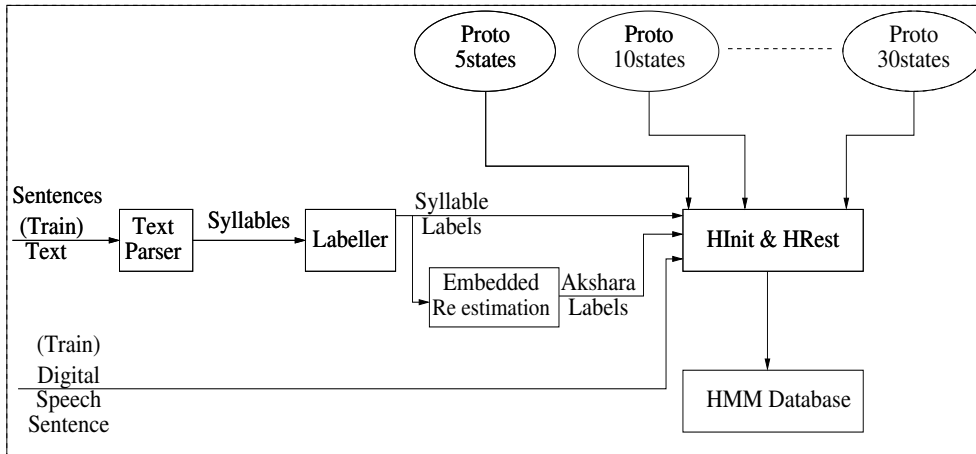 Proto
5states
Proto
10states
Proto
30states
Sentences
(Train)
Text
Text
Parser
Syllables
Labeller
Syllable
Labels
HInit & HRest
Embedded
Re estimation
Akshara
Labels
(Train)
Digital
Speech
Sentence
HMM Database